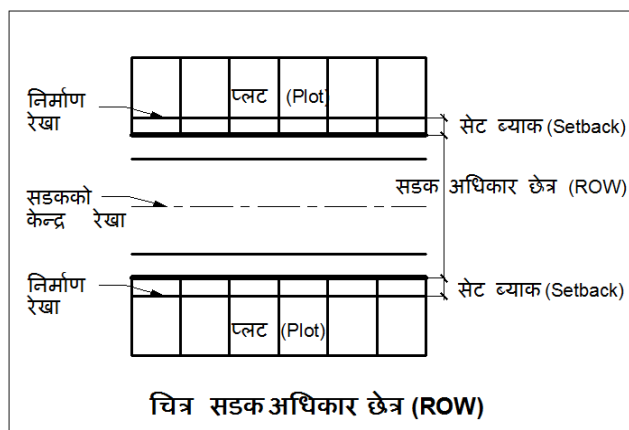 प्लट (Plot)
निर्माण
रेखा
सेट ब्याक (Setback)
सडक अधिकार छेत्र (ROW)
सडकको
केन्द्र रेखा
निर्माण
रेखा
सेट ब्याक (Setback)
प्लट (Plot)
चित्र सडक अधिकार छेत्र (ROW)